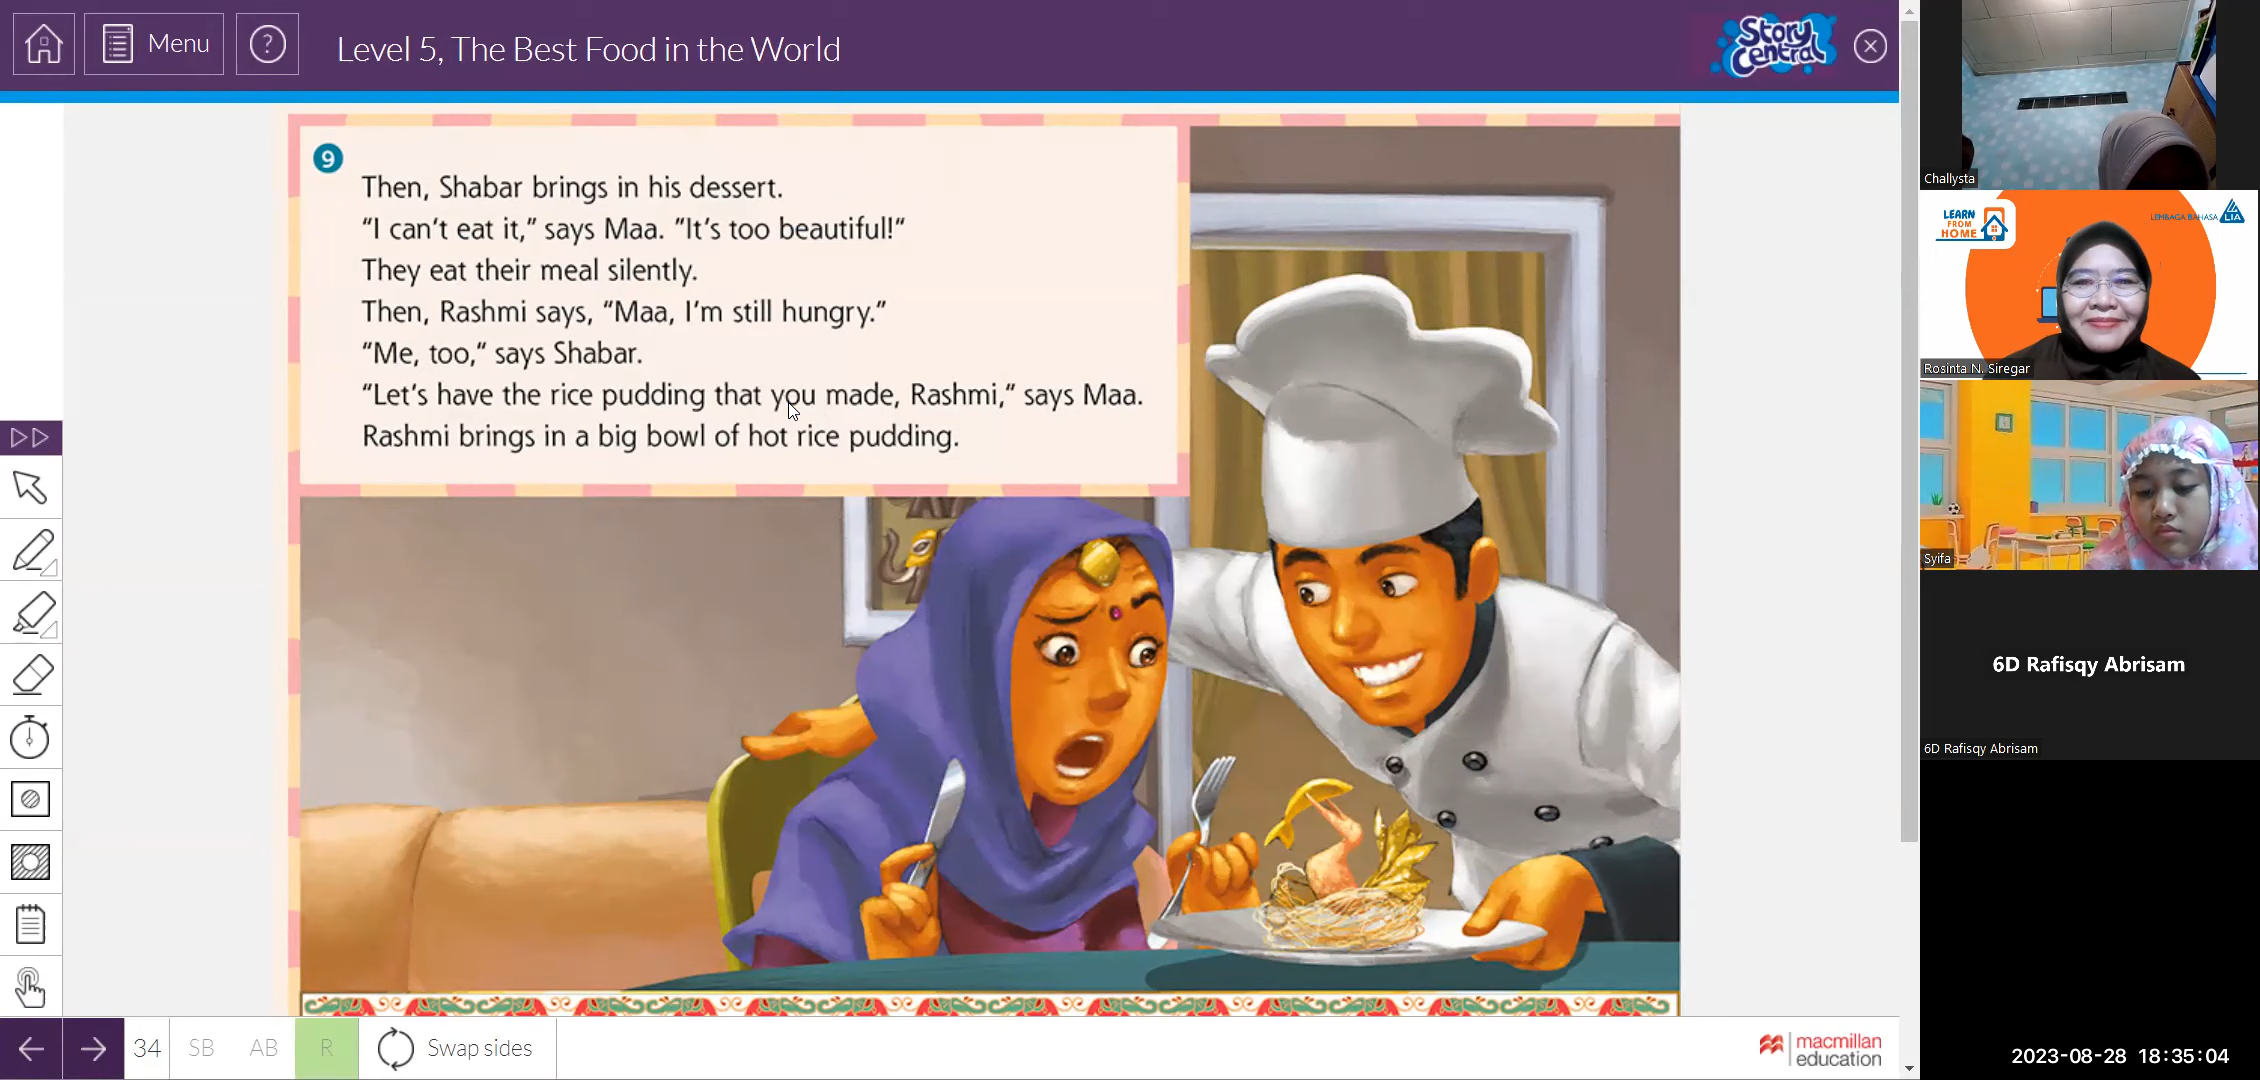 Menu
?
Level 5, The Best Food in the World
Story
Central
9
Then, Shabar brings in his dessert.
“I can’t eat it,” says Maa. “It’s too beautiful!”
They eat their meal silently.
Then, Rashmi says, “Maa, I’m still hungry.”
“Me, too,” says Shabar.
“Let’s have the rice pudding that you made, Rashmi,” says Maa.
Rashmi brings in a big bowl of hot rice pudding.
34
SB
AB
R
Swap sides
macmillan
education
Challysta
LEARN
FROM
HOME
LEMBAGA BAHASA
LIA
Rosinta N. Siregar
Syifa
6D Rafisqy Abrisam
6D Rafisqy Abrisam
2023-08-28 18:35:04